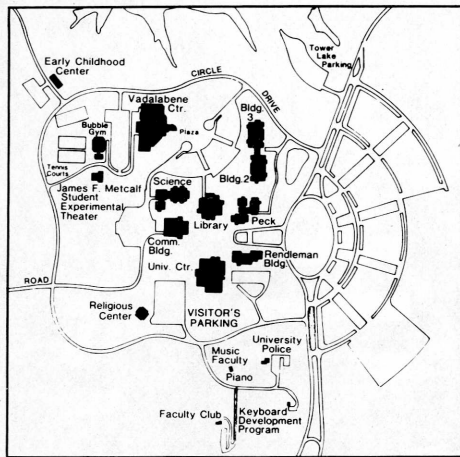 Tower
Lake
Parking
Early Childhood
Center
CIRCLE
DRIVE
Vadalabene
Ctr.
Bldg.
3
Plaza
Bubble
Gym
Tennis
Courts
Bldg.2
James F. Metcalf
Student
Experimental
Theater
Science
Library
Peck
Comm.
Bldg.
Rendleman
Bldg.
Univ. Ctr.
ROAD
Religious
Center
VISITOR'S
PARKING
University
Police
Music
Faculty
Piano
Faculty Club
Keyboard
Development
Program